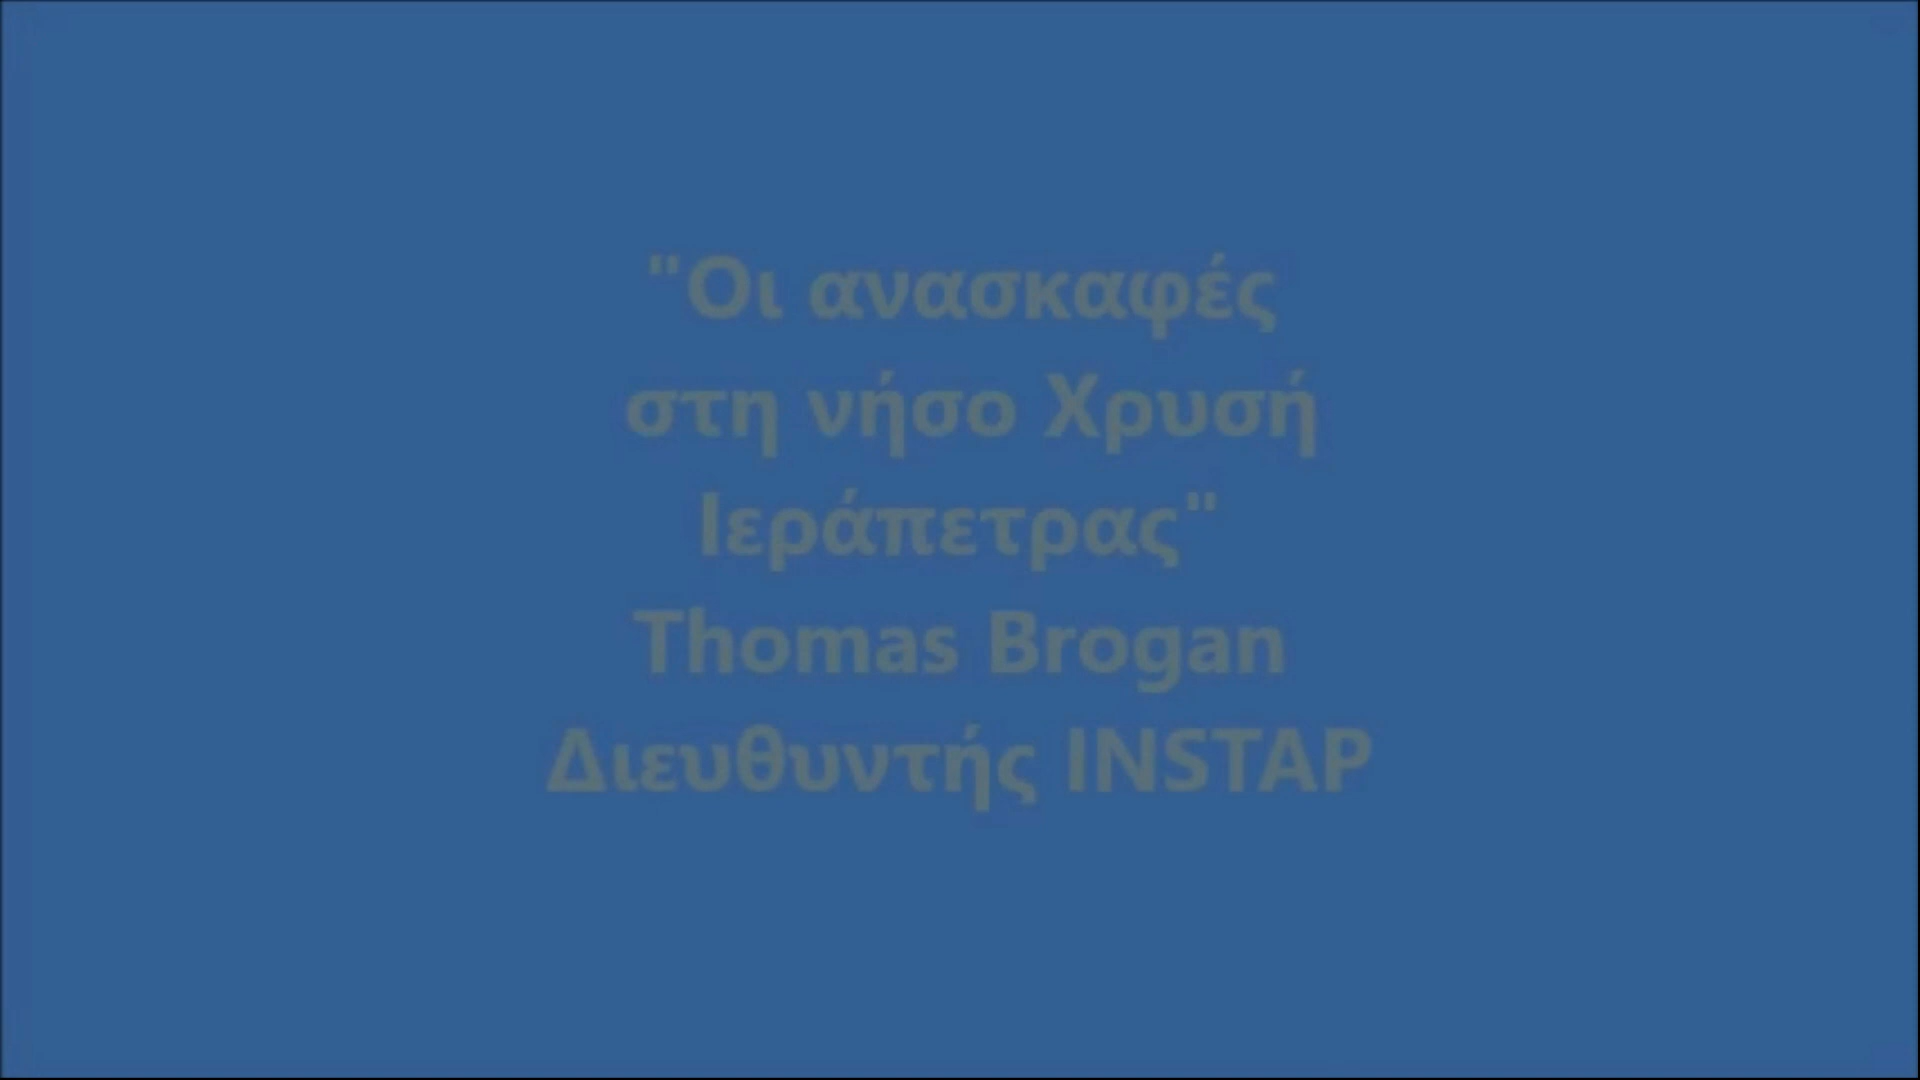 "Οι ανασκαφές
στη νήσο Χρυσή
Ιεράπετρας"
Thomas Brogan
Διευθυντής INSTAP